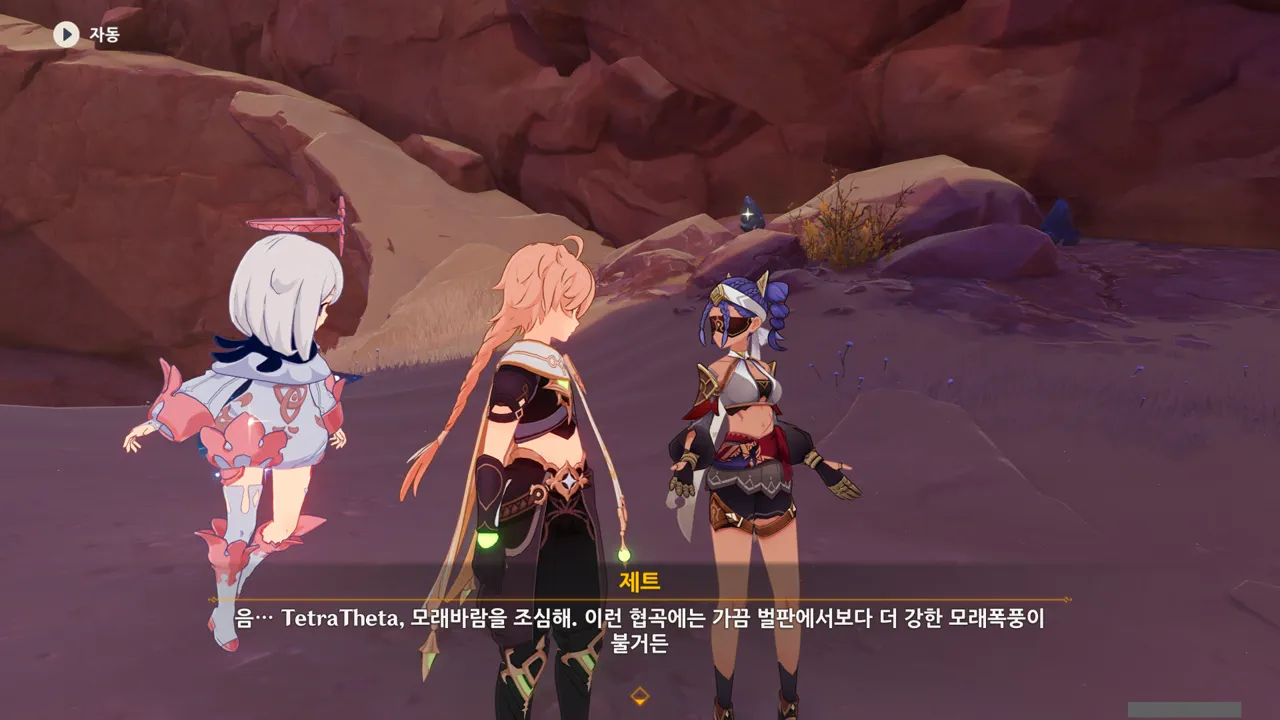 자동
제트
음… TetraTheta, 모래바람을 조심해. 이런 협곡에는 가끔 벌판에서보다 더 강한 모래폭풍이
불거든